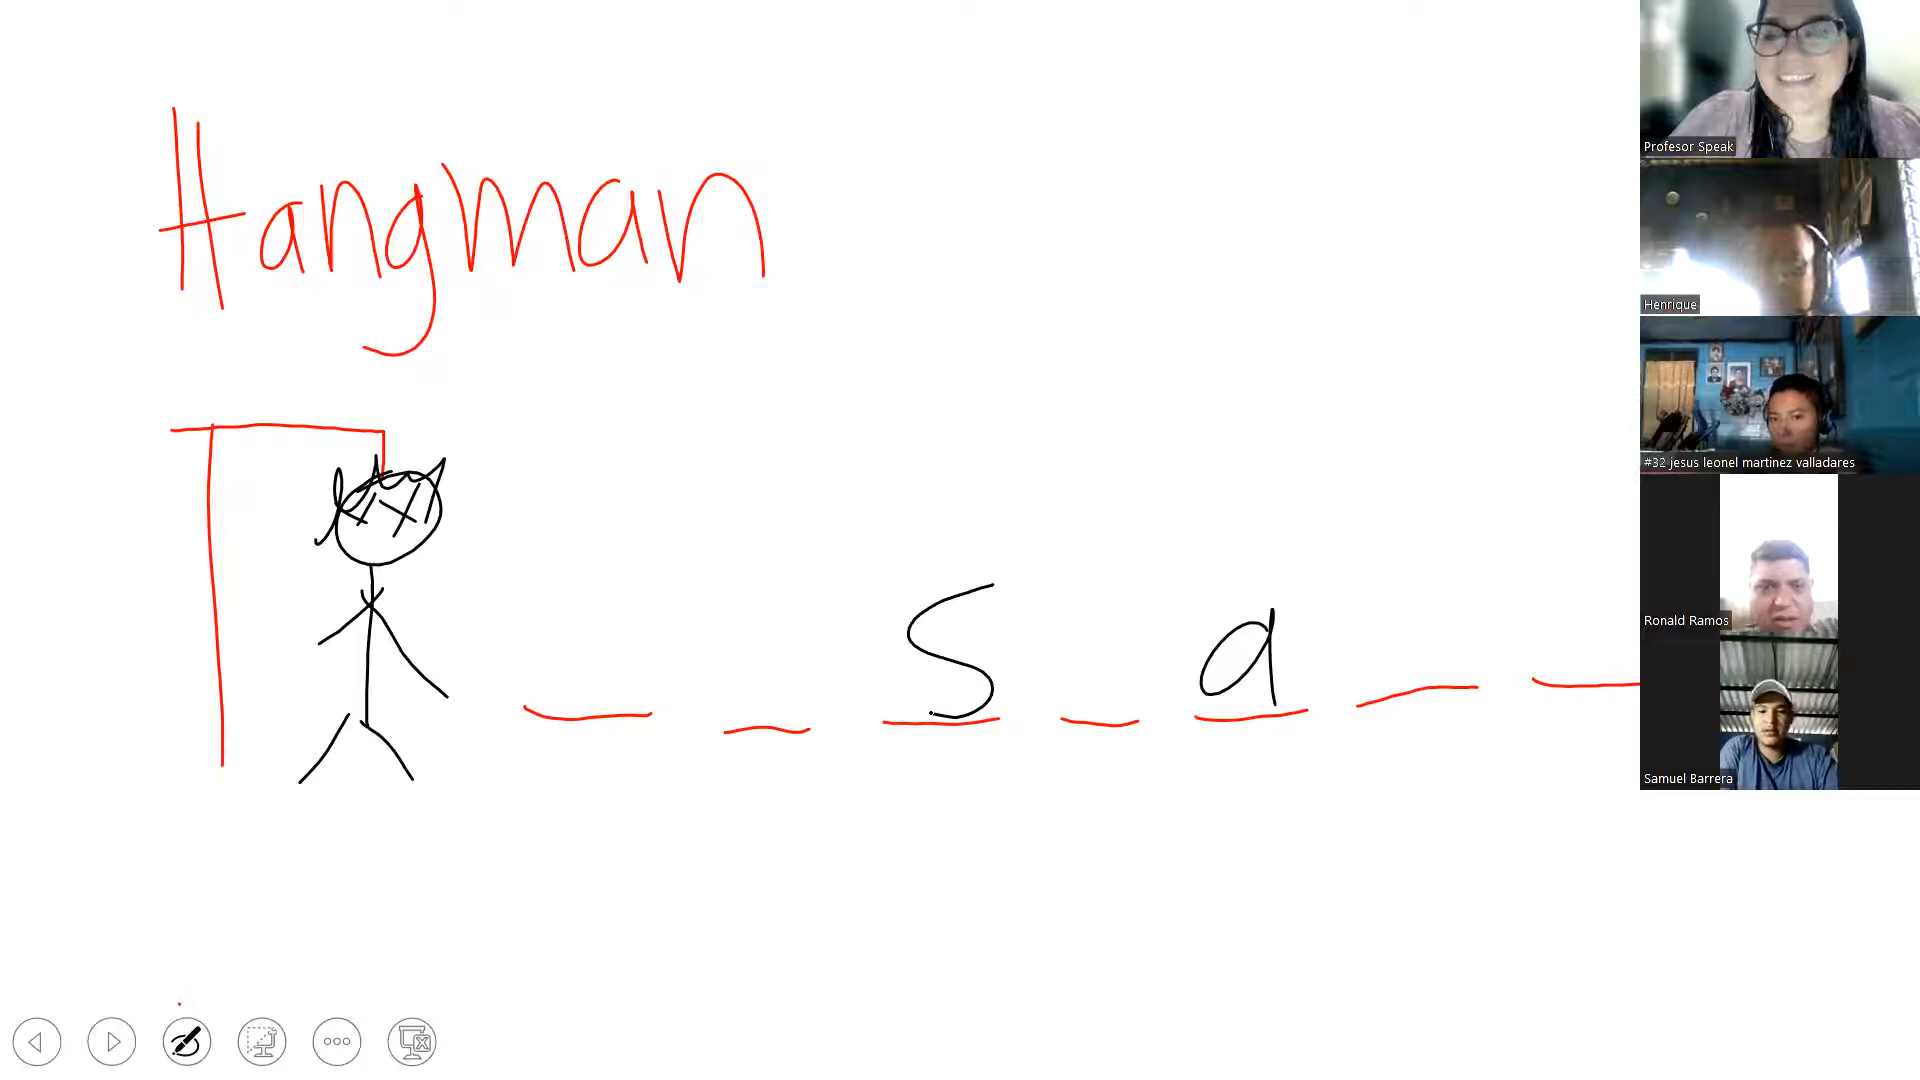 Hangman
s a
Profesor Speak
Henrique
#32 jesus leonel martinez valladares
Ronald Ramos
Samuel Barrera